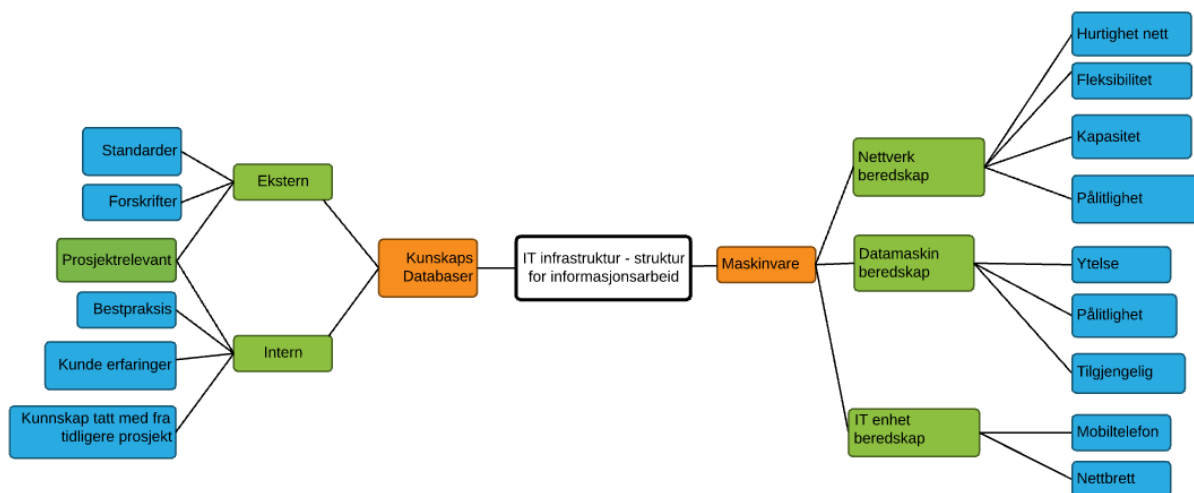 IT infrastruktur - struktur
for informasjonsarbeid
Kunskaps
Databaser
Ekstern
Standarder
Forskrifter
Prosjektrelevant
Intern
Bestpraksis
Kunde erfaringer
Kunnskap tatt med fra
tidligere prosjekt
Maskinvare
Nettverk
beredskap
Hurtighet nett
Fleksibilitet
Kapasitet
Pålitlighet
Datamaskin
beredskap
Ytelse
Pålitlighet
Tilgjengelig
IT enhet
beredskap
Mobiltelefon
Nettbrett